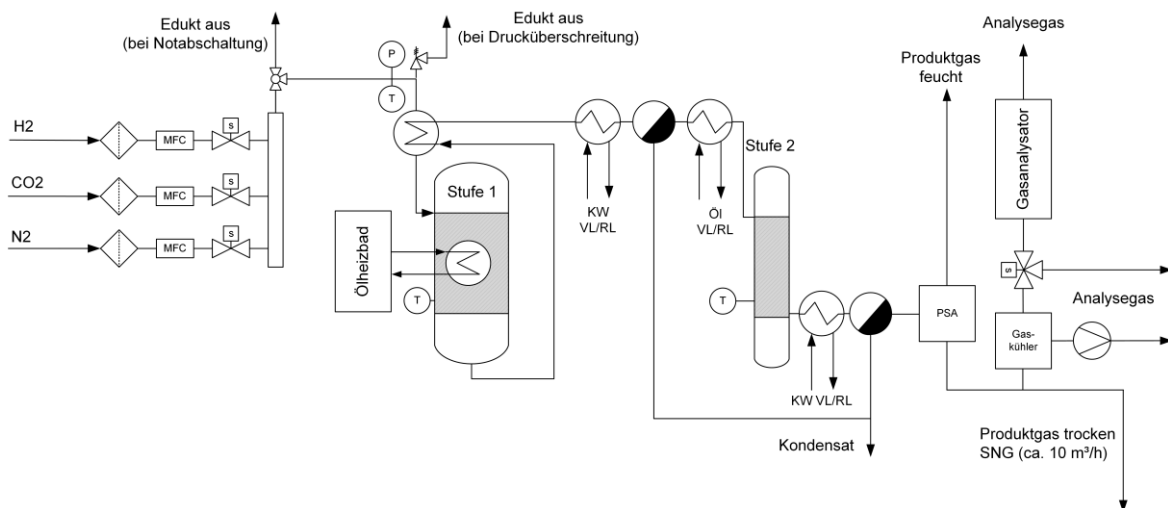 Edukt aus
(bei Notabschaltung)
Edukt aus
(bei Drucküberschreitung)
Analysegas
Produktgas
feucht
P
T
H2
MFC
s
CO2
MFC
s
N2
MFC
s
Stufe 1
Stufe 2
Ölheizbad
T
KW
VL/RL
Öl
VL/RL
T
KW VL/RL
Gasanalysator
s
PSA
Gas-
kühler
Analysegas
Kondensat
Produktgas trocken
SNG (ca. 10 m³/h)